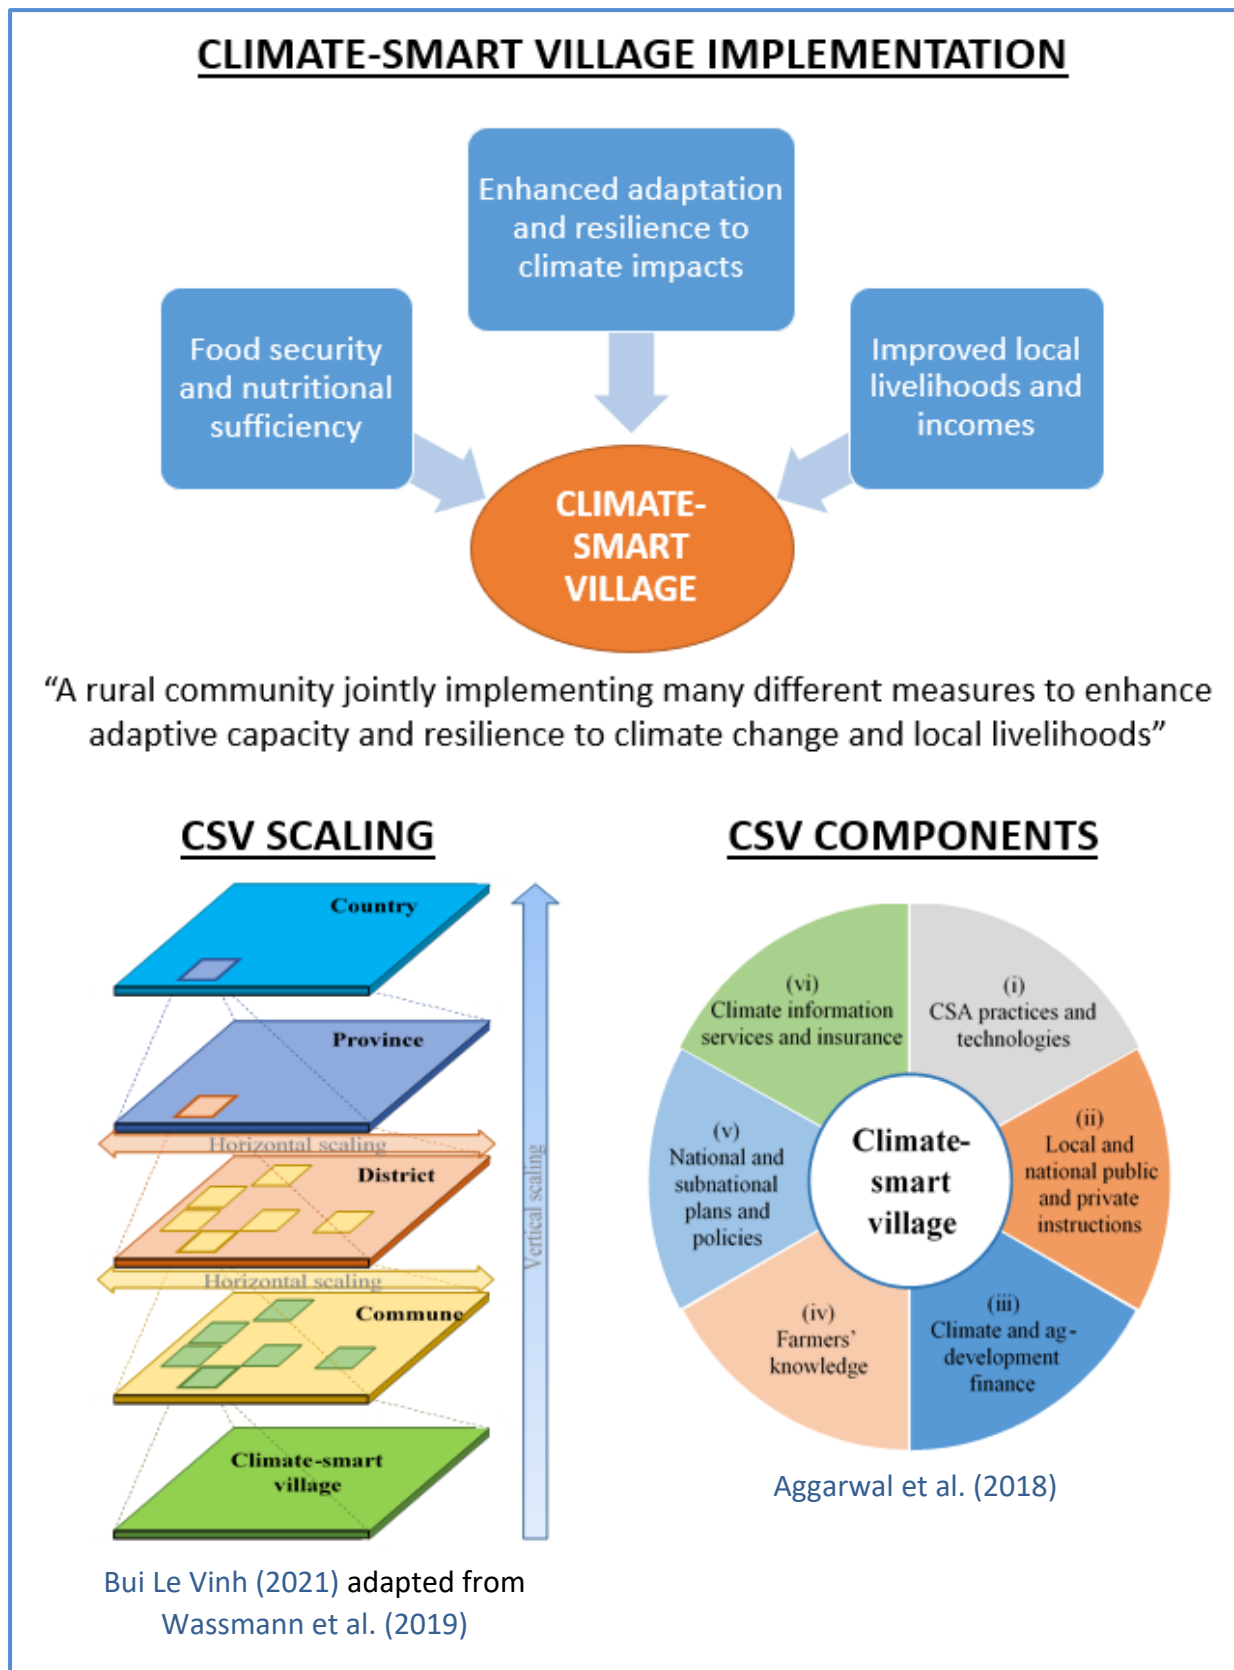 CLIMATE-SMART VILLAGE IMPLEMENTATION
Enhanced adaptation
and resilience to
climate impacts
Food security
and nutritional
sufficiency
Improved local
livelihoods and
incomes
CLIMATE-
SMART
VILLAGE
“A rural community jointly implementing many different measures to enhance
adaptive capacity and resilience to climate change and local livelihoods”
CSV SCALING
Country
Province
Horizontal scaling
District
Horizontal scaling
Commune
Climate-smart
village
Vertical scaling
Bui Le Vinh (2021) adapted from
Wassmann et al. (2019)
CSV COMPONENTS
(i)
CSA practices and
technologies
(ii)
Local and
national public
and private
instructions
(iii)
Climate and ag-
development
finance
(iv)
Farmers’
knowledge
(v)
National and
subnational
plans and
policies
(vi)
Climate information
services and insurance
Climate-
smart
village
Aggarwal et al. (2018)